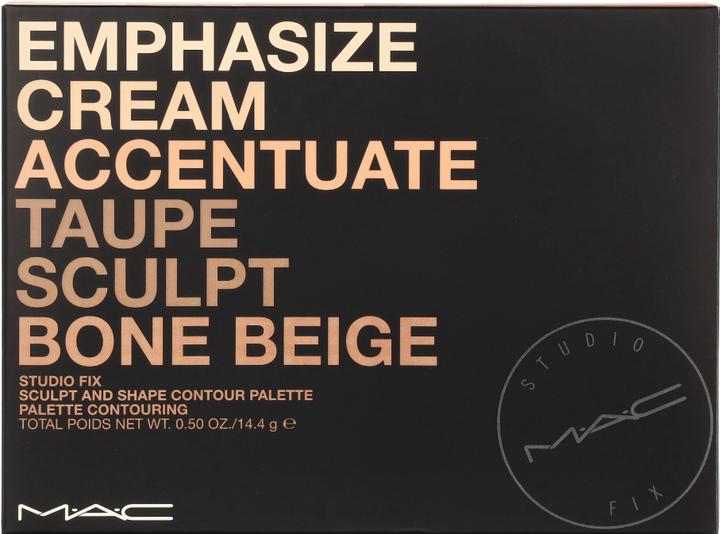 EMPHASIZE
CREAM
ACCENTUATE
TAUPE
SCULPT
BONE BEIGE
STUDIO FIX
SCULPT AND SHAPE CONTOUR PALETTE
PALETTE CONTOURING
TOTAL POIDS NET WT. 0.50 OZ./14.4 g ℮
M·A·C
STUDIO
M·A·C
FIX